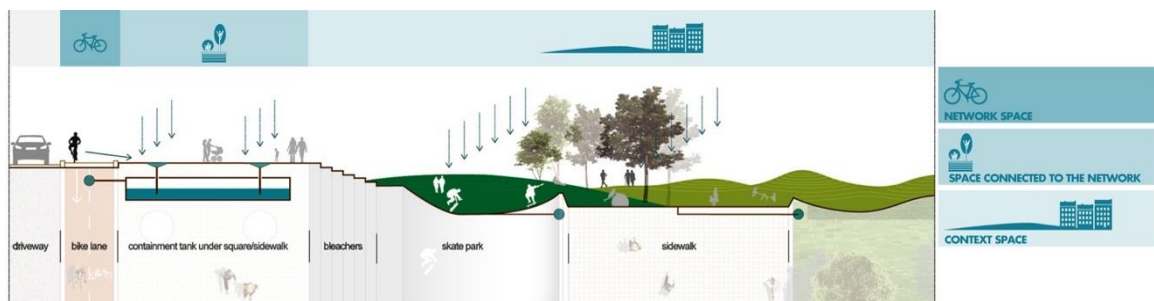 NETWORK SPACE
SPACE CONNECTED TO THE NETWORK
CONTEXT SPACE
driveway
bike lane
containment tank under square/sidewalk
bleachers
skate park
sidewalk